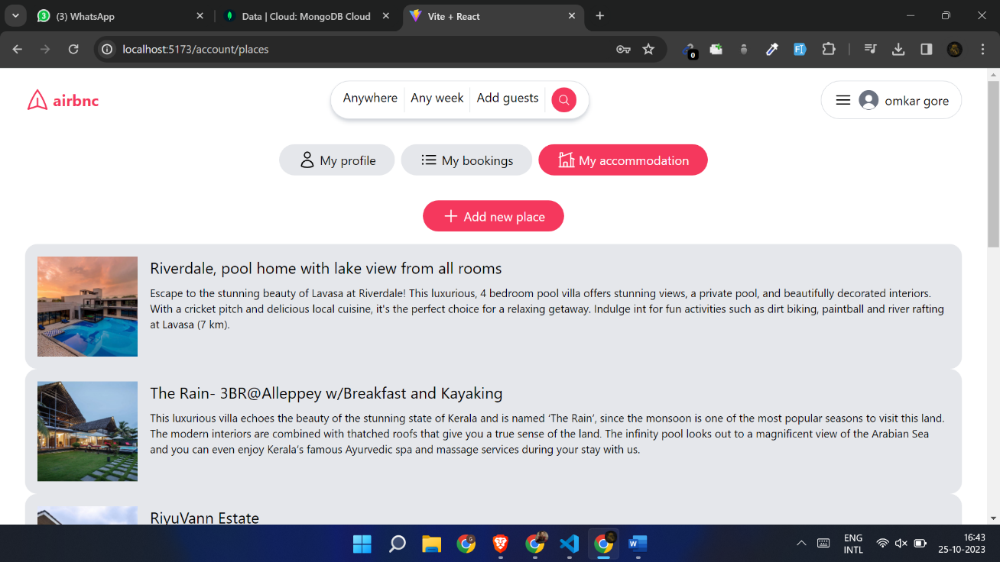 3 (3) WhatsApp
Data | Cloud: MongoDB Cloud
Vite + React
localhost:5173/account/places
0
FI
airbnc
Anywhere
Any week
Add guests
omkar gore
My profile
My bookings
My accommodation
Add new place
Riverdale, pool home with lake view from all rooms
Escape to the stunning beauty of Lavasa at Riverdale! This luxurious, 4 bedroom pool villa offers stunning views, a private pool, and beautifully decorated interiors.
With a cricket pitch and delicious local cuisine, it's the perfect choice for a relaxing getaway. Indulge int for fun activities such as dirt biking, paintball and river rafting
at Lavasa (7 km).
The Rain- 3BR@Alleppey w/Breakfast and Kayaking
This luxurious villa echoes the beauty of the stunning state of Kerala and is named ‘The Rain’, since the monsoon is one of the most popular seasons to visit this land.
The modern interiors are combined with thatched roofs that give you a true sense of the land. The infinity pool looks out to a magnificent view of the Arabian Sea
and you can even enjoy Kerala’s famous Ayurvedic spa and massage services during your stay with us.
RiyuVann Estate
G
W
ENG
INTL
16:43
25-10-2023